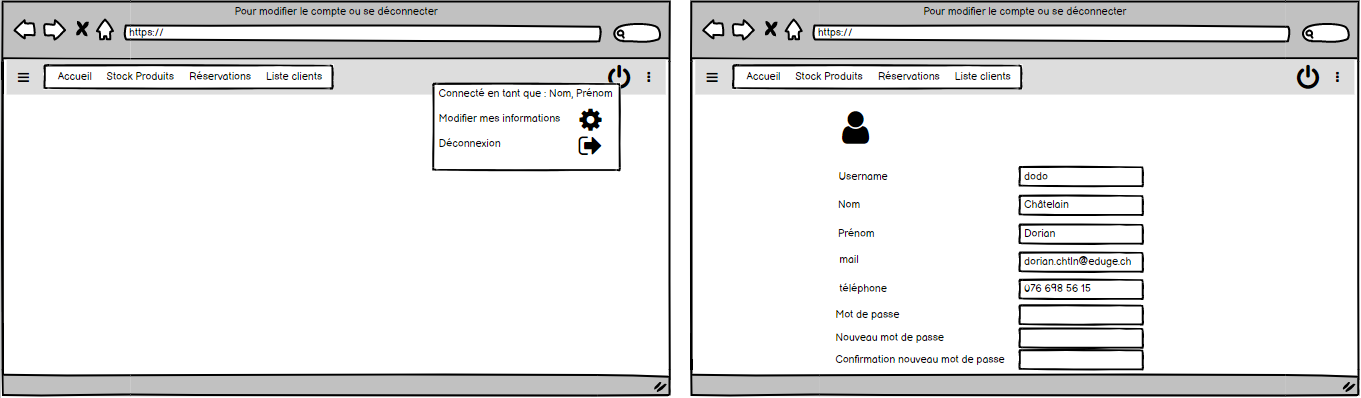 Pour modifier le compte ou se déconnecter
https://
Accueil Stock Produits Réservations Liste clients
Connecté en tant que : Nom, Prénom
Modifier mes informations
Déconnexion
Pour modifier le compte ou se déconnecter
https://
Accueil Stock Produits Réservations Liste clients
Username dodo
Nom Châtelain
Prénom Dorian
mail dorian.chtln@eduge.ch
téléphone 076 698 56 15
Mot de passe
Nouveau mot de passe
Confirmation nouveau mot de passe